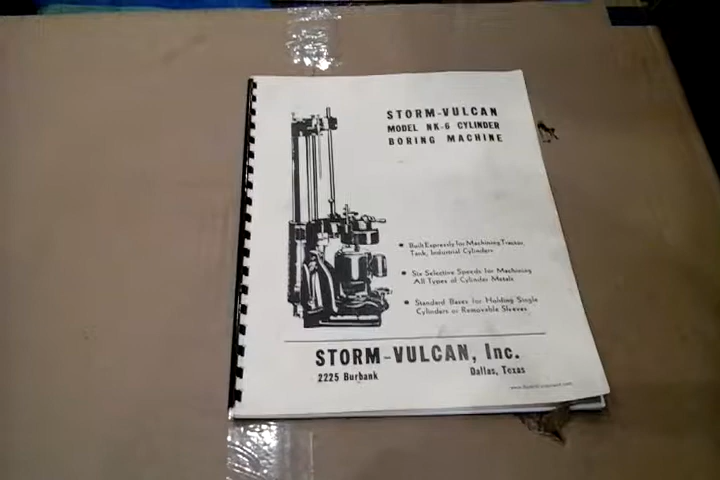 STORM-VULCAN
MODEL NK-6 CYLINDER
BORING MACHINE
Built Expressly for Machining Tractor,
Tank, Industrial Cylinders
Six Selective Speeds for Machining
All Types of Cylinder Metals
Standard Bases for Holding Single
Cylinders or Removable Sleeves
STORM-VULCAN, Inc.
2225 Burbank
Dallas, Texas